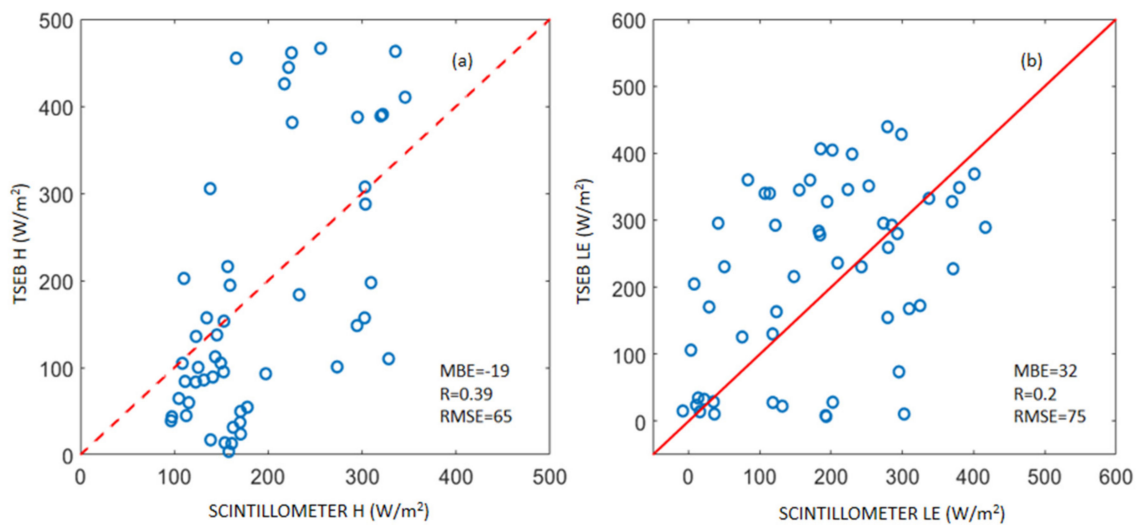 500
400
300
200
100
0
TSEB H (W/m²)
(a)
MBE=-19
R=0.39
RMSE=65
0 100 200 300 400 500
SCINTILLOMETER H (W/m²)
600
500
400
300
200
100
0
TSEB LE (W/m²)
(b)
MBE=32
R=0.2
RMSE=75
0 100 200 300 400 500 600
SCINTILLOMETER LE (W/m²)